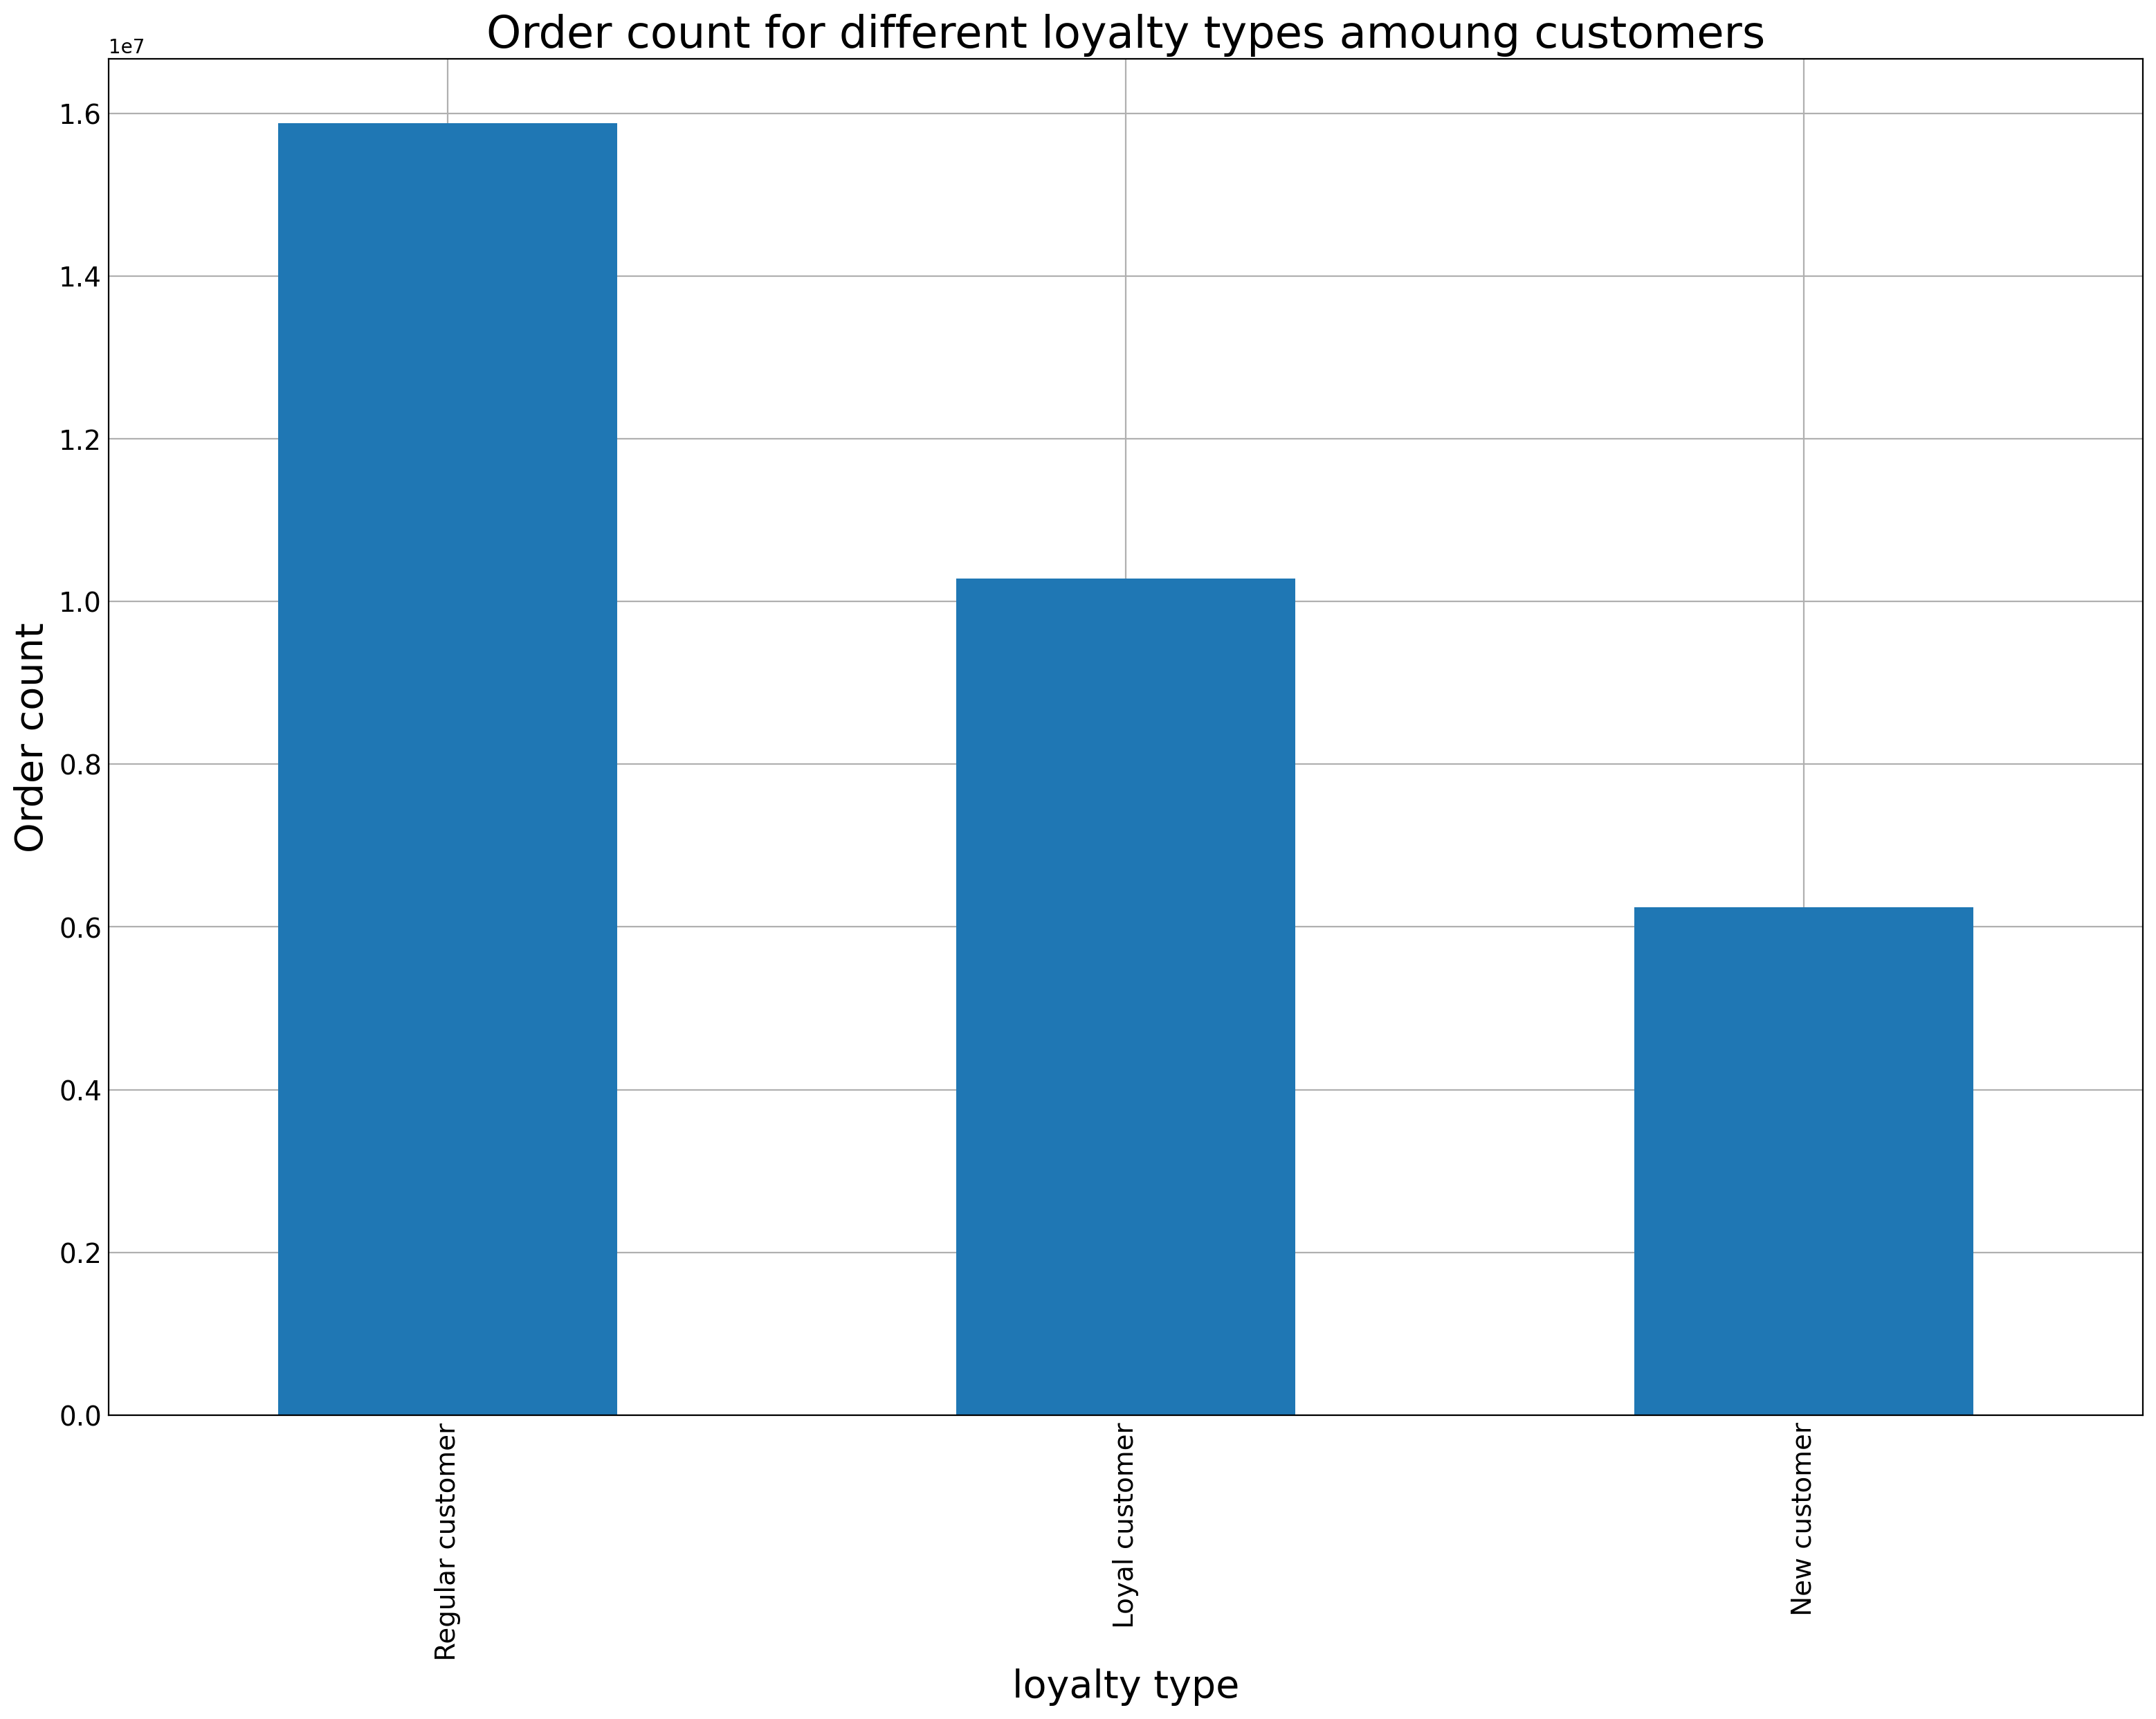 Order count for different loyalty types amoung customers
1e7
1.6
1.4
1.2
1.0
0.8
0.6
0.4
0.2
0.0
Order count
Regular customer
Loyal customer
New customer
loyalty type